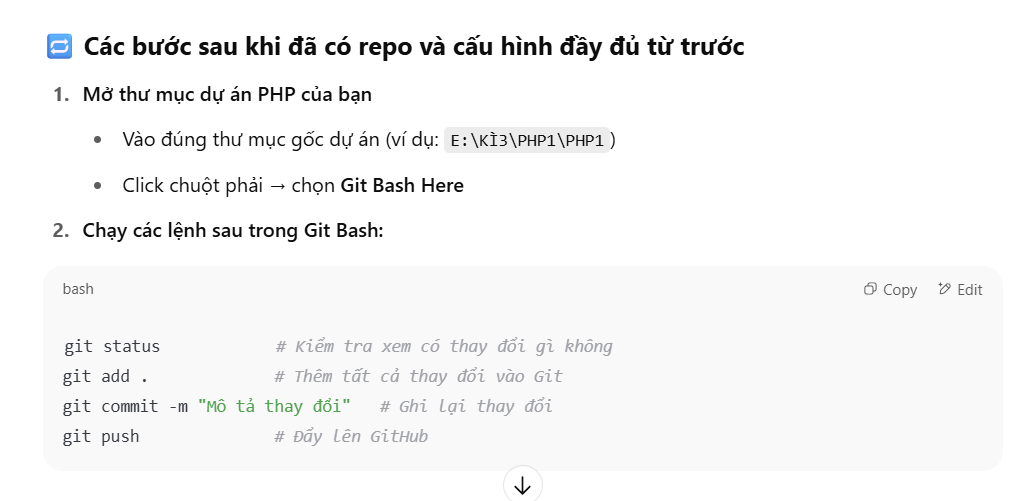 Các bước sau khi đã có repo và cấu hình đầy đủ từ trước
1. Mở thư mục dự án PHP của bạn
• Vào đúng thư mục gốc dự án (ví dụ: E:\KÌ3\PHP1\PHP1)
• Click chuột phải → chọn Git Bash Here
2. Chạy các lệnh sau trong Git Bash:
bash Copy Edit
git status # Kiểm tra xem có thay đổi gì không
git add . # Thêm tất cả thay đổi vào Git
git commit -m "Mô tả thay đổi" # Ghi lại thay đổi
git push # Đẩy lên GitHub